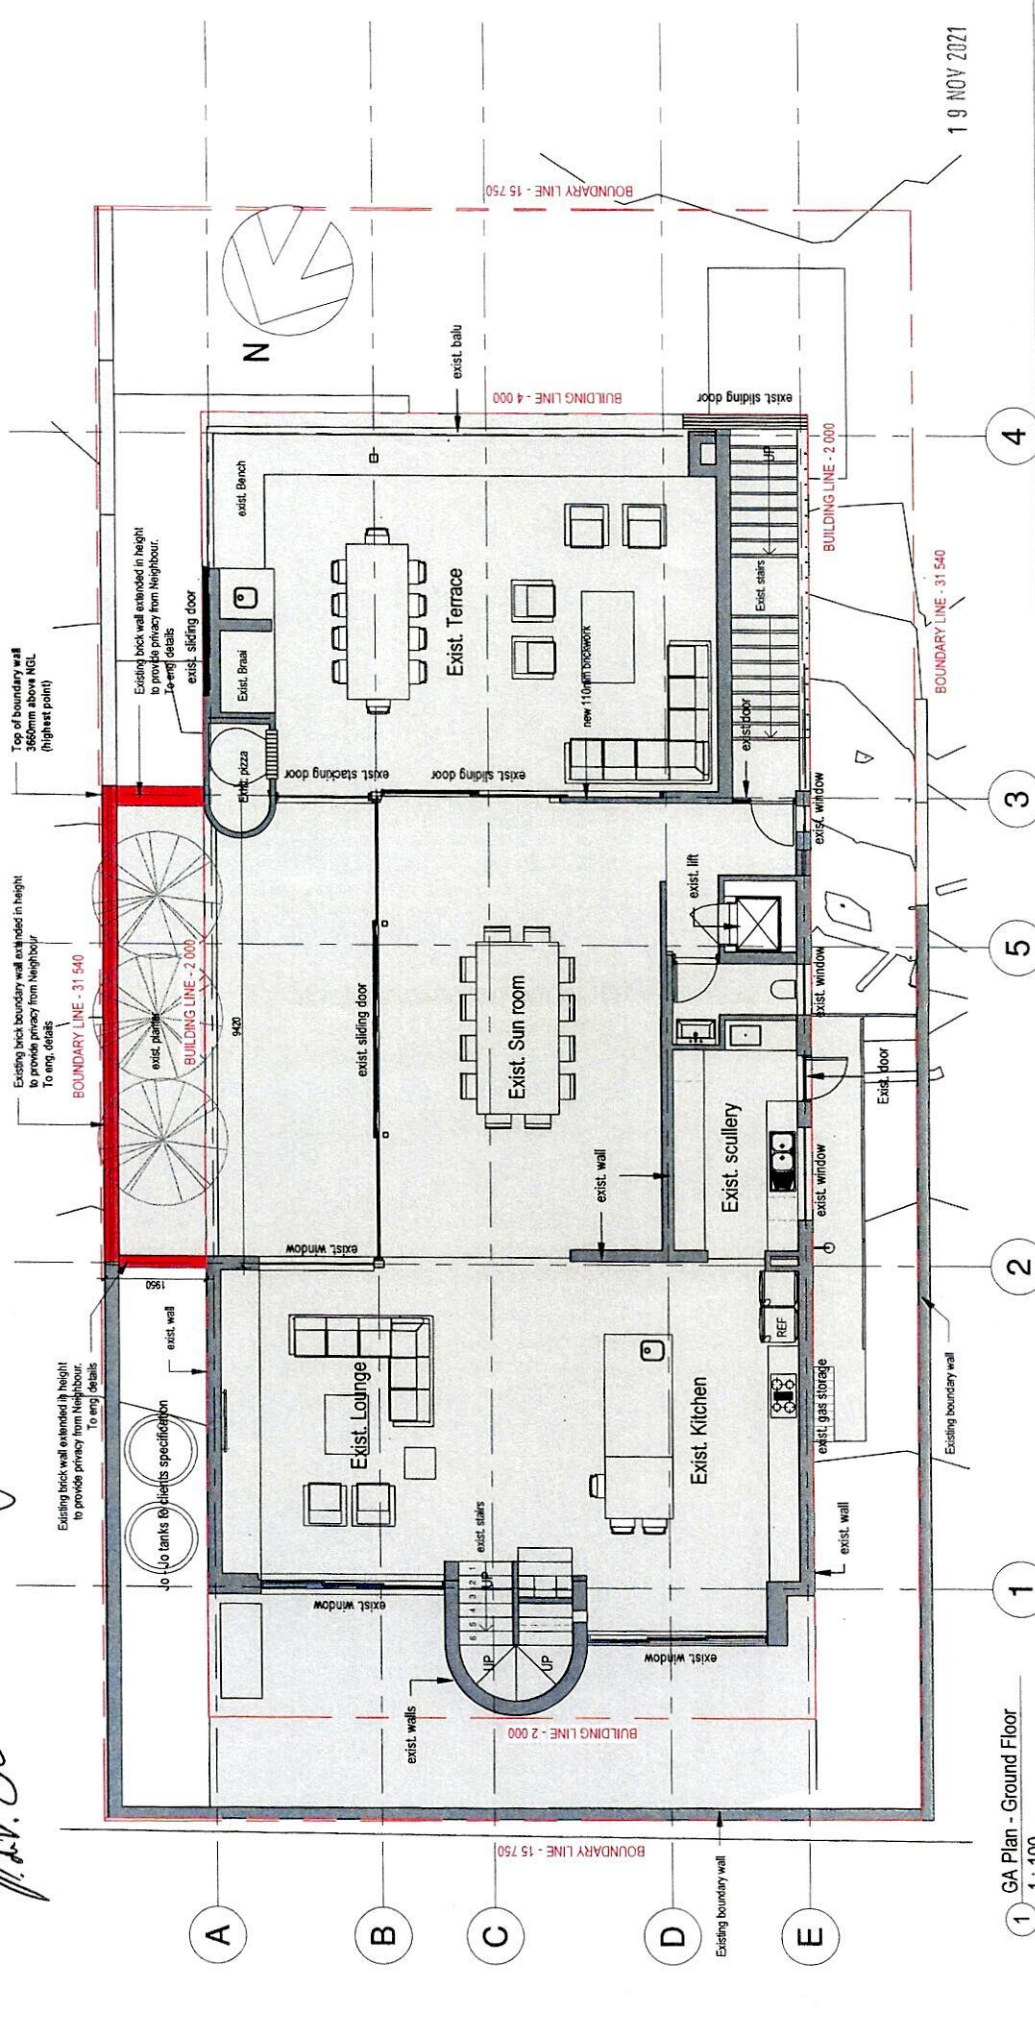 Existing brick wall extended in height
to provide privacy from Neighbour.
To eng. details
Existing brick boundary wall extended in height
to provide privacy from Neighbour
To eng. details
Top of boundary wall
3660mm above NGL
(highest point)
Existing brick wall extended in height
to provide privacy from Neighbour.
To eng. details
BOUNDARY LINE - 31 540
BUILDING LINE - 2 000
exist. planter
1950
9420
exist. wall
Jo - Jo tanks to clients specification
exist. sliding door
exist. Bench
Exist. Braai
Exist. pizza
N
BOUNDARY LINE - 15 750
BUILDING LINE - 4 000
exist. balu
exist. window
exist. sliding door
exist. stacking door
exist. sliding door
Exist. Terrace
new 110mm brickwork
Exist. Lounge
Exist. Sun room
exist. window
exist. stairs
1
2
3
4
5
6
UP
UP
UP
exist. walls
exist. window
BUILDING LINE - 2 000
BOUNDARY LINE - 15 750
Exist. Kitchen
REF
exist. wall
Exist. scullery
exist. lift
exist door
Exist. stairs
UP
exist. sliding door
BUILDING LINE - 2 000
BOUNDARY LINE - 31 540
exist. window
exist. window
exist. window
Exist. door
exist. gas storage
exist. wall
Existing boundary wall
Existing boundary wall
A
B
C
D
E
1
2
5
3
4
19 NOV 2021
1 GA Plan - Ground Floor
1 : 100